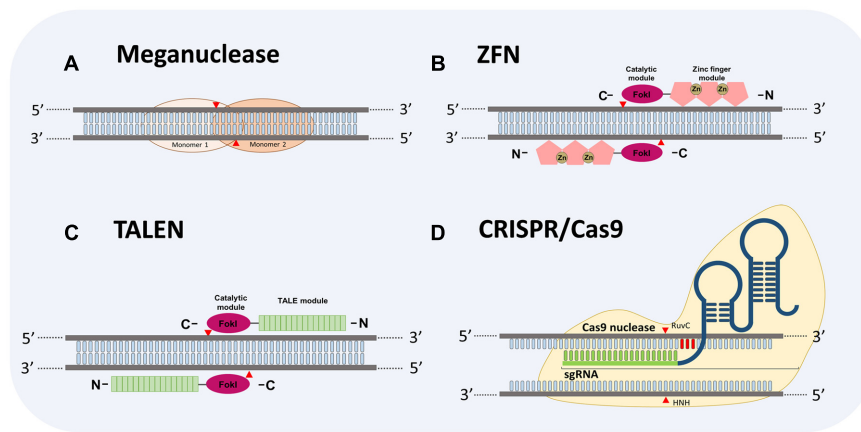 A Meganuclease
5’ 3’
3’ 5’
Monomer 1 Monomer 2
B ZFN
Catalytic module
Zinc finger module
C– FokI Zn Zn –N
5’ 3’
3’ 5’
N– Zn Zn FokI –C
C TALEN
Catalytic module
TALE module
C– FokI –N
5’ 3’
3’ 5’
N– FokI –C
D CRISPR/Cas9
Cas9 nuclease RuvC
5’ 3’
sgRNA
3’ 5’
HNH